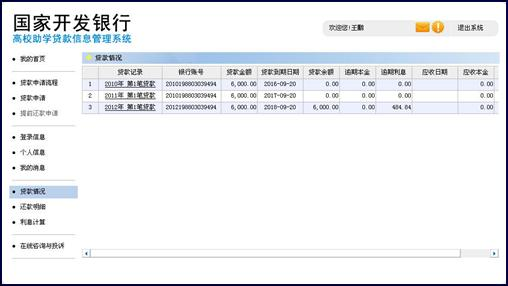 国家开发银行
高校助学贷款信息管理系统
欢迎您!王鹏 退出系统
我的首页
贷款申请流程
贷款申请
提前还款申请
登录信息
个人信息
我的消息
贷款情况
还款明细
利息计算
在线咨询与投诉
贷款情况
贷款记录 银行账号 贷款金额 贷款到期日期 贷款余额 逾期本金 逾期利息 应收日期 应收本金
1 2010年 第1笔贷款 2010198803039494 6,000.00 2016-09-20 0.00 0.00 0.00 0.00
2 2011年 第1笔贷款 2010198803039494 6,000.00 2017-09-20 0.00 0.00 0.00 0.00
3 2012年 第1笔贷款 2012198803039494 6,000.00 2018-09-20 6,000.00 0.00 484.84 0.00